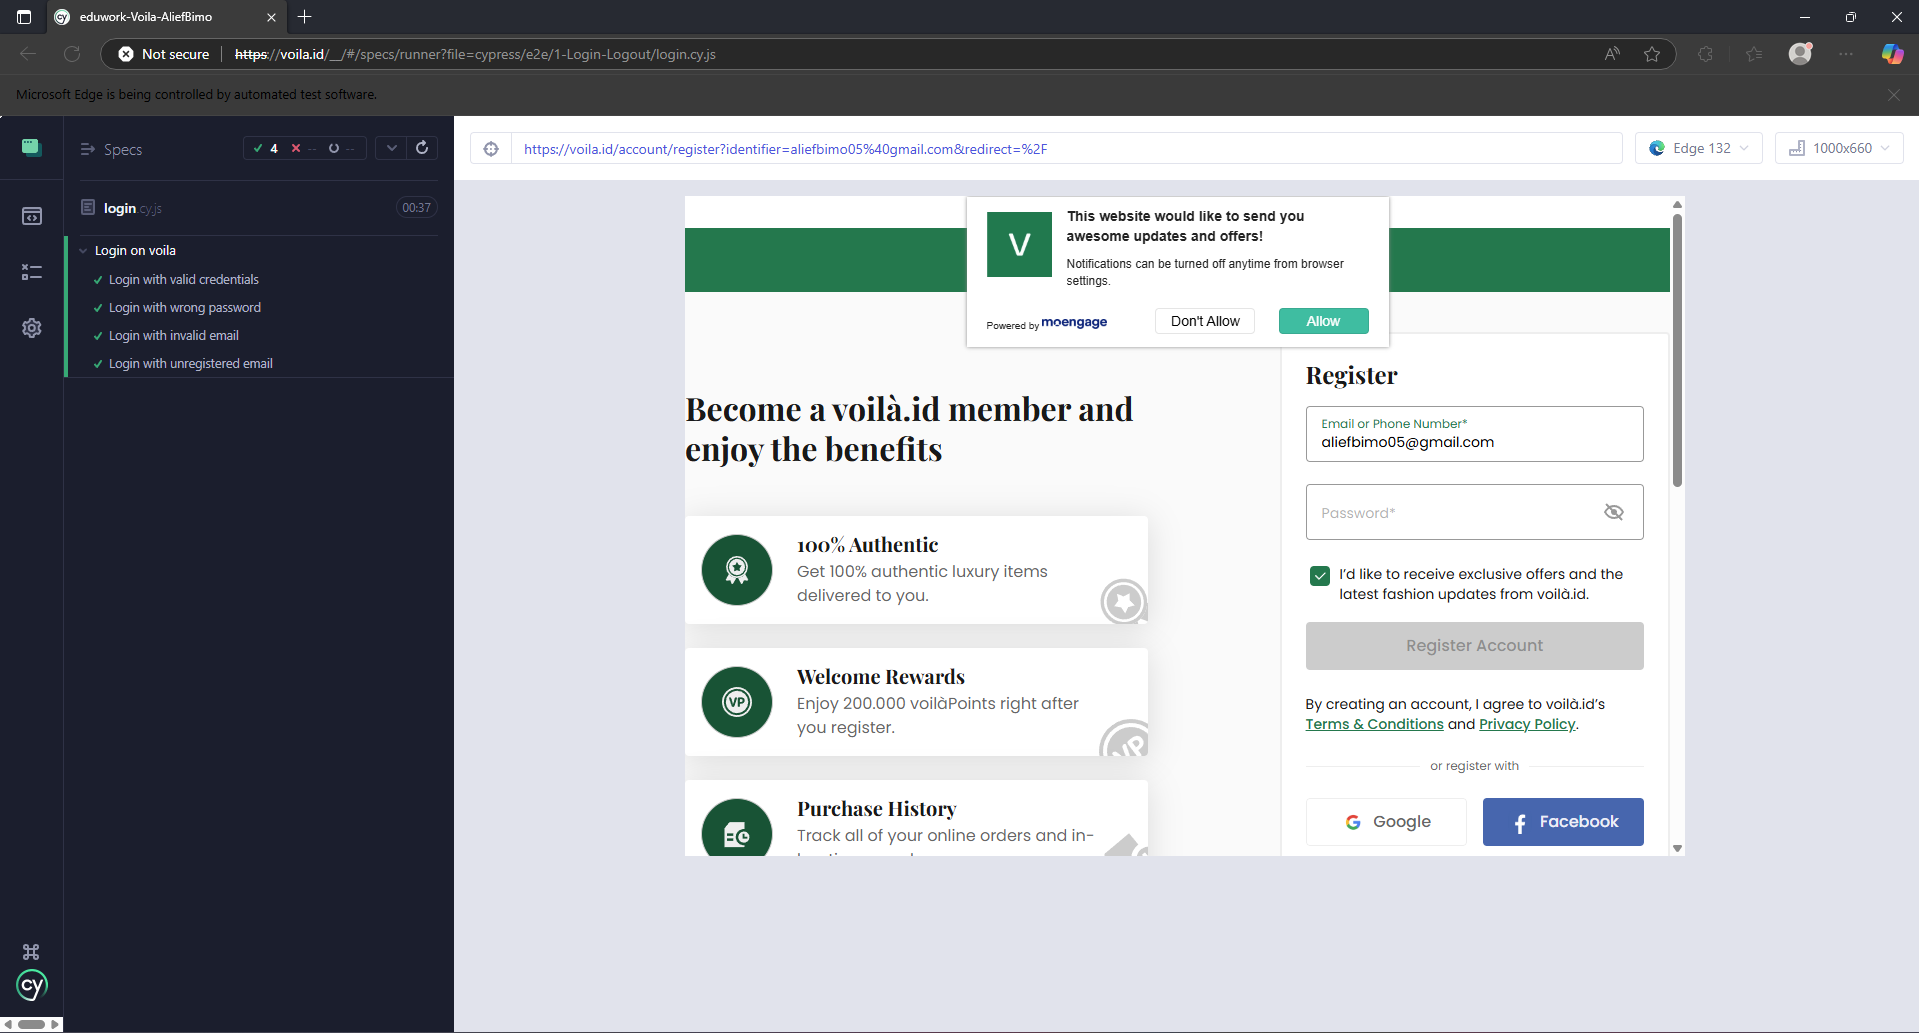 eduwork-Voila-AliefBimo
Not secure
https://voila.id/__/#/specs/runner?file=cypress/e2e/1-Login-Logout/login.cy.js
Microsoft Edge is being controlled by automated test software.
Specs
4
--
--
login.cy.js
00:37
Login on voila
Login with valid credentials
Login with wrong password
Login with invalid email
Login with unregistered email
cy
https://voila.id/account/register?identifier=aliefbimo05%40gmail.com&redirect=%2F
Edge 132
1000x660
V
This website would like to send you
awesome updates and offers!
Notifications can be turned off anytime from browser
settings.
Powered by moengage
Don't Allow
Allow
Become a voilà.id member and
enjoy the benefits
100% Authentic
Get 100% authentic luxury items
delivered to you.
VP
Welcome Rewards
Enjoy 200.000 voilàPoints right after
you register.
VP
Purchase History
Track all of your online orders and in-
Register
Email or Phone Number*
aliefbimo05@gmail.com
Password*
I'd like to receive exclusive offers and the
latest fashion updates from voilà.id.
Register Account
By creating an account, I agree to voilà.id's
Terms & Conditions and Privacy Policy.
or register with
Google
Facebook